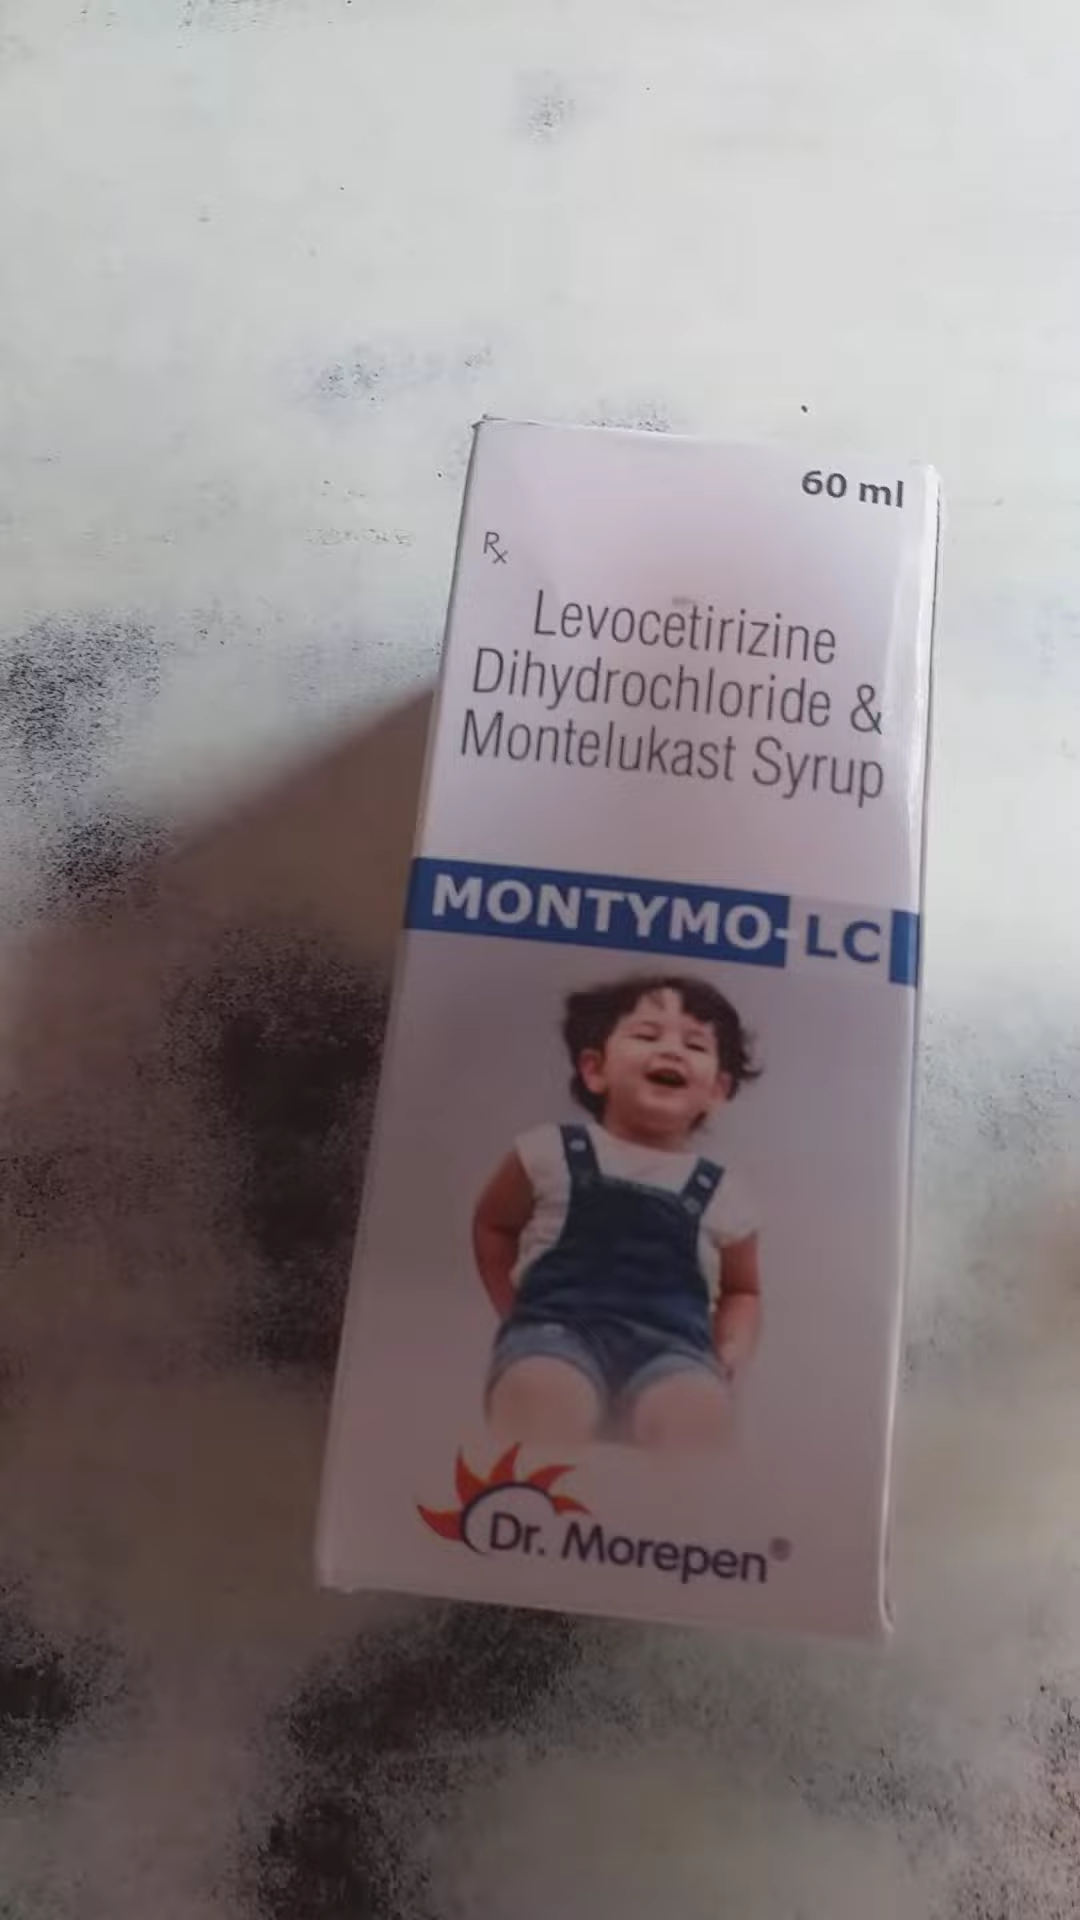 60 ml
Rx
Levocetirizine
Dihydrochloride &
Montelukast Syrup
MONTYMO-LC
Dr. Morepen®